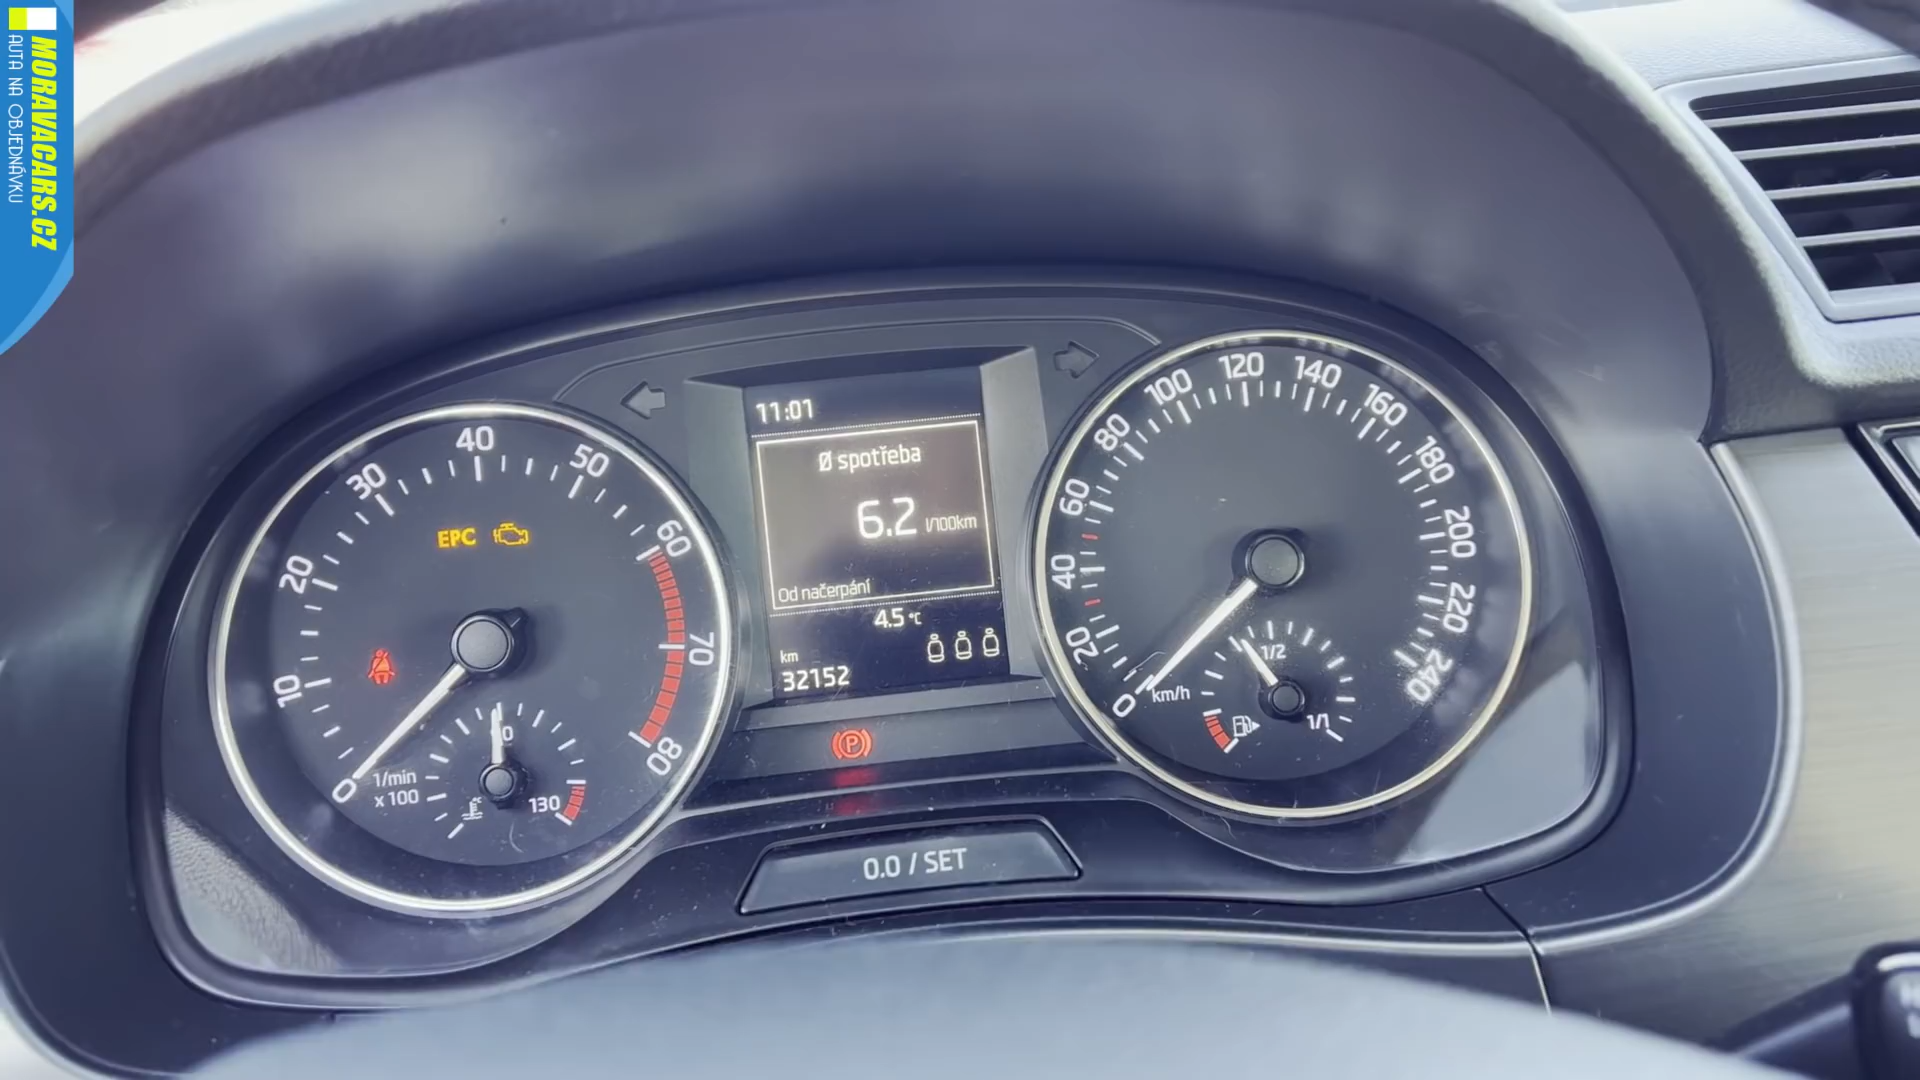 MORAVACARS.CZ
AUTA NA OBJEDNÁVKU
11:01
Ø spotřeba
6.2 l/100km
Od načerpání
4.5 °C
km
32152
0
10
20
30
40
50
60
70
80
EPC
1/min
x 100
130
°C
P
0.0 / SET
0
20
40
60
80
100
120
140
160
180
200
220
240
km/h
1/2
1/1